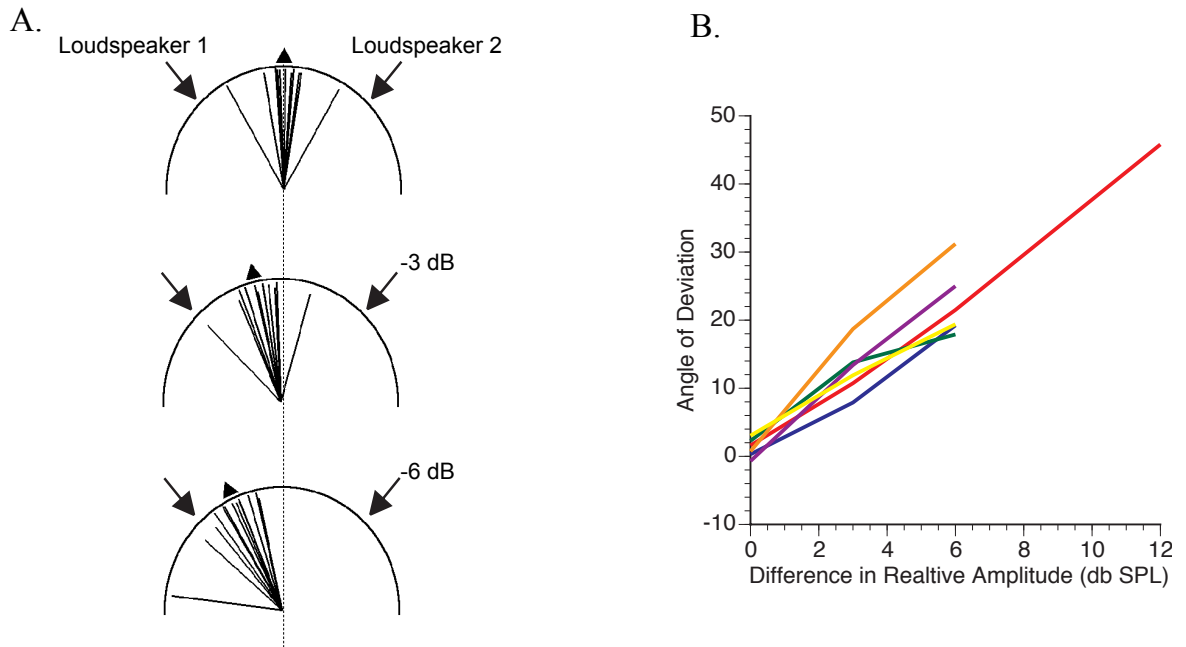 A.
Loudspeaker 1
Loudspeaker 2
-3 dB
-6 dB
B.
50
40
30
20
10
0
-10
Angle of Deviation
0 2 4 6 8 10 12
Difference in Realtive Amplitude (db SPL)